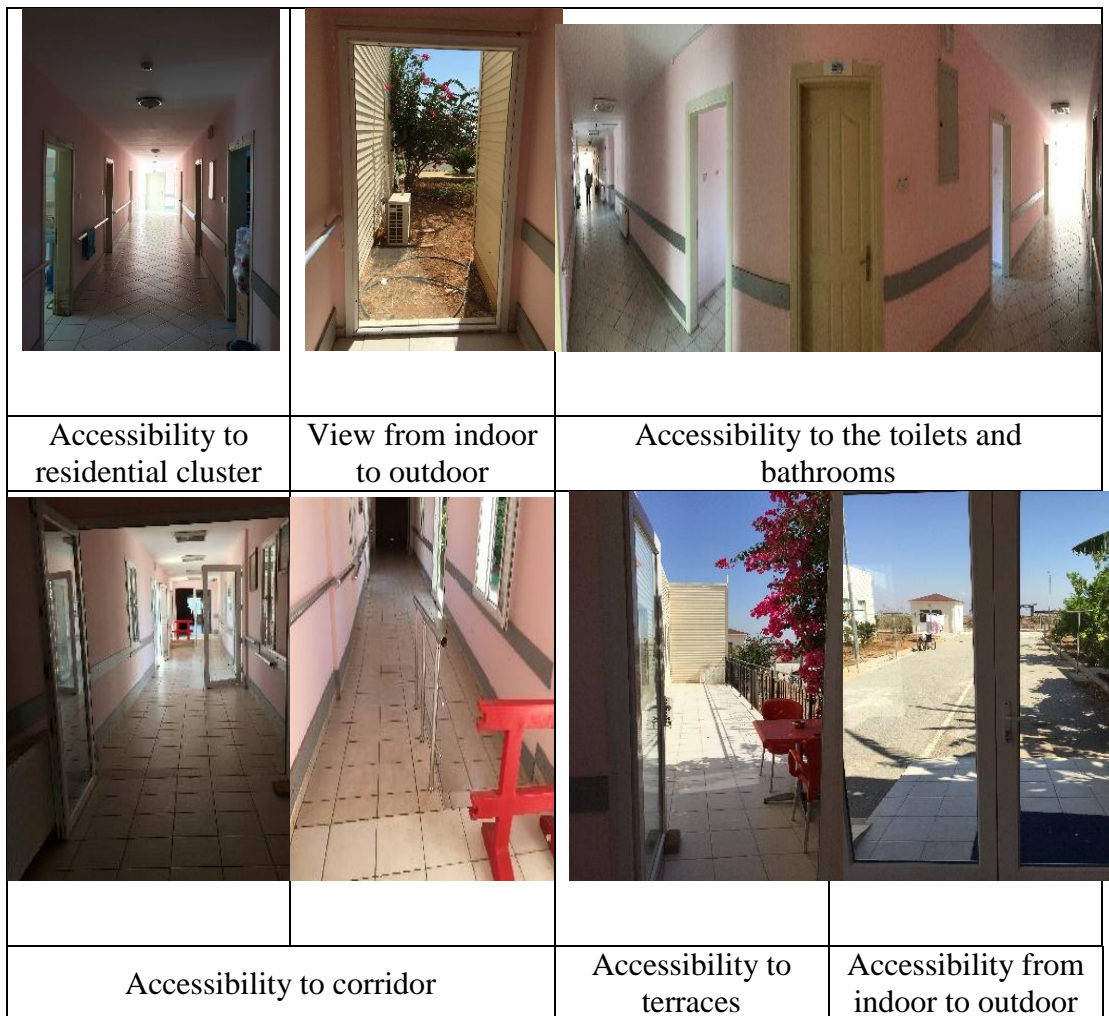 Accessibility to
residential cluster
View from indoor
to outdoor
Accessibility to the toilets and
bathrooms
Accessibility to corridor
Accessibility to
terraces
Accessibility from
indoor to outdoor